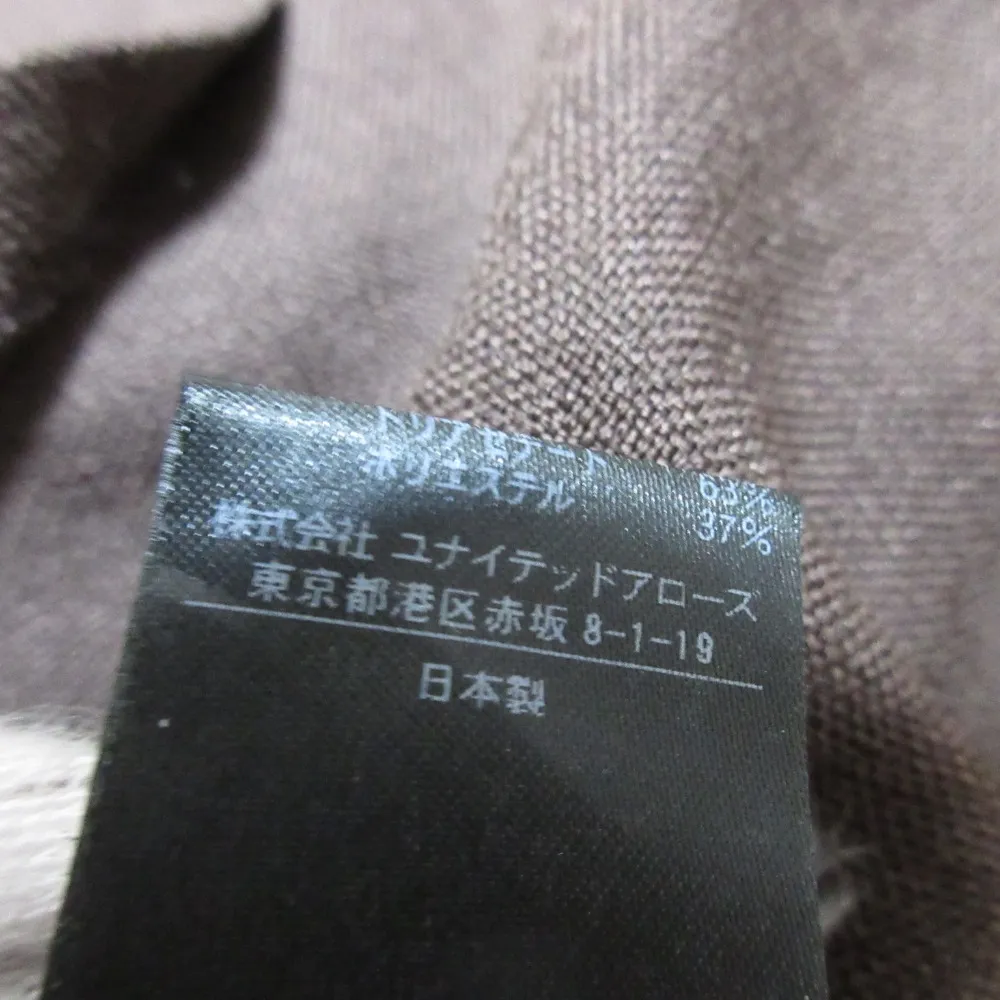 トリアセテート 63%
ポリエステル 37%
株式会社 ユナイテッドアローズ
東京都港区赤坂 8-1-19
日本製